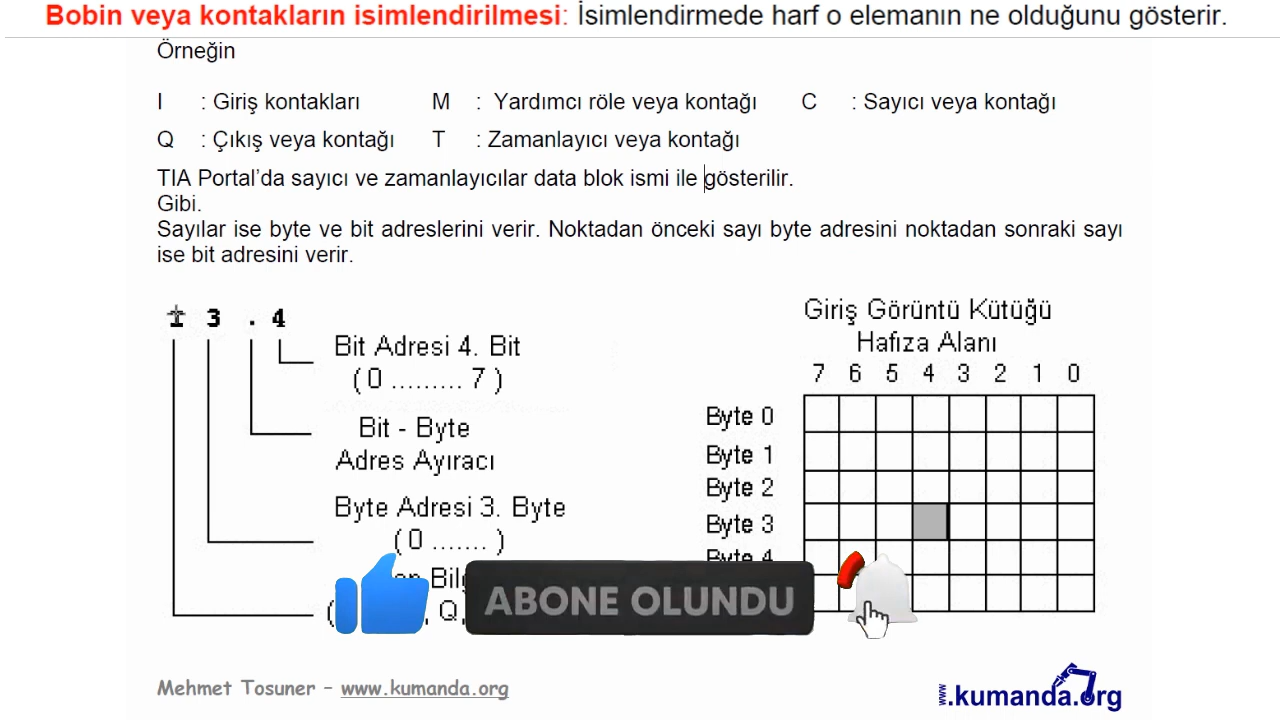 Bobin veya kontakların isimlendirilmesi: İsimlendirmede harf o elemanın ne olduğunu gösterir.
Örneğin
I : Giriş kontakları M : Yardımcı röle veya kontağı C : Sayıcı veya kontağı
Q : Çıkış veya kontağı T : Zamanlayıcı veya kontağı
TIA Portal'da sayıcı ve zamanlayıcılar data blok ismi ile gösterilir.
Gibi.
Sayılar ise byte ve bit adreslerini verir. Noktadan önceki sayı byte adresini noktadan sonraki sayı
ise bit adresini verir.
I 3 . 4
Bit Adresi 4. Bit
( 0 ......... 7 )
Bit - Byte
Adres Ayıracı
Byte Adresi 3. Byte
( 0 ....... )
Q,
Giriş Görüntü Kütüğü
Hafıza Alanı
7 6 5 4 3 2 1 0
Byte 0
Byte 1
Byte 2
Byte 3
Byte 4
ABONE OLUNDU
Mehmet Tosuner – www.kumanda.org
www.kumanda.org